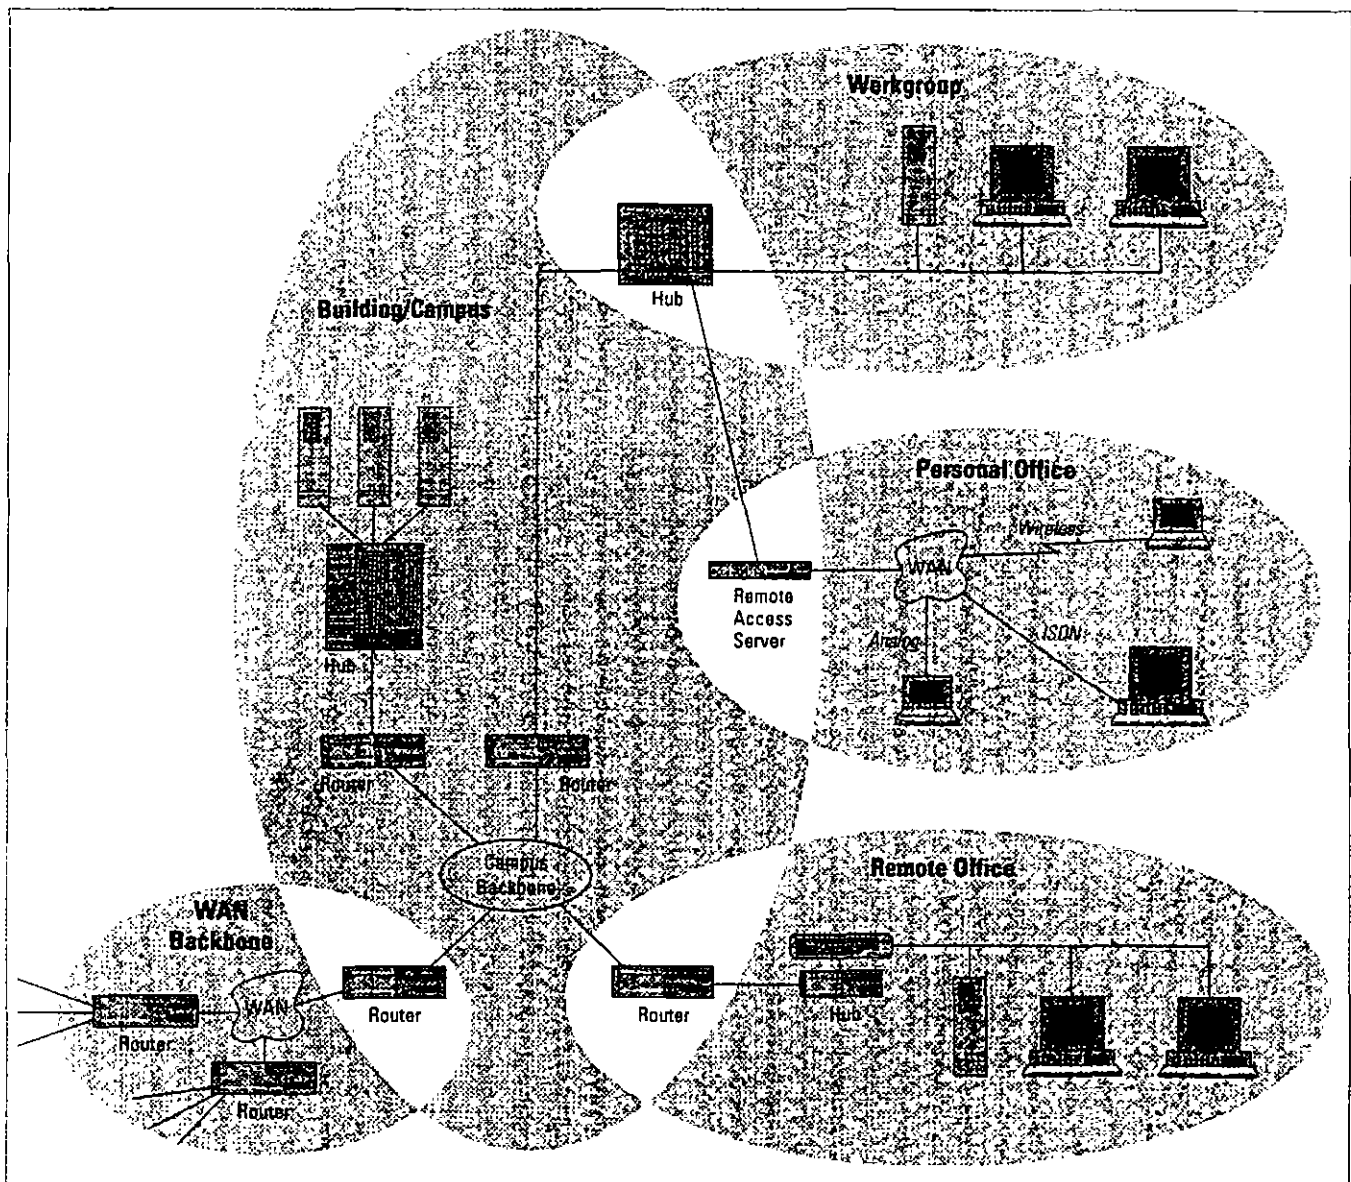 Workgroup
Hub
Building/Campus
Personal Office
Wireless
WAN
Remote
Access
Server
Analog
ISDN
Hub
Router
Router
Campus
Backbone
Remote Office
WAN
Backbone
Router
WAN
Router
Router
Hub
Router